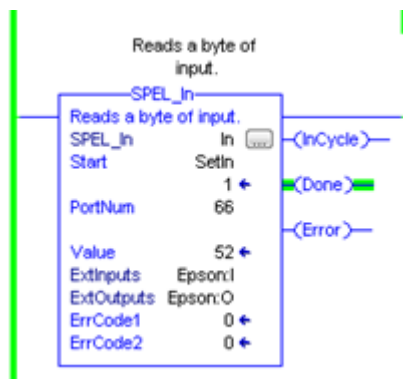 Reads a byte of
input.
SPEL_In
Reads a byte of input.
SPEL_In In ...
Start SetIn
1
PortNum 66
Value 52
ExtInputs Epson:I
ExtOutputs Epson:O
ErrCode1 0
ErrCode2 0
(InCycle)
(Done)
(Error)